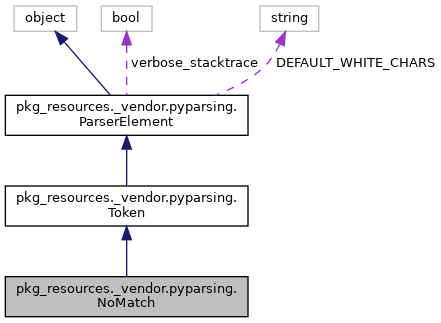 object
bool
string
verbose_stacktrace
DEFAULT_WHITE_CHARS
pkg_resources._vendor.pyparsing.
ParserElement
pkg_resources._vendor.pyparsing.
Token
pkg_resources._vendor.pyparsing.
NoMatch